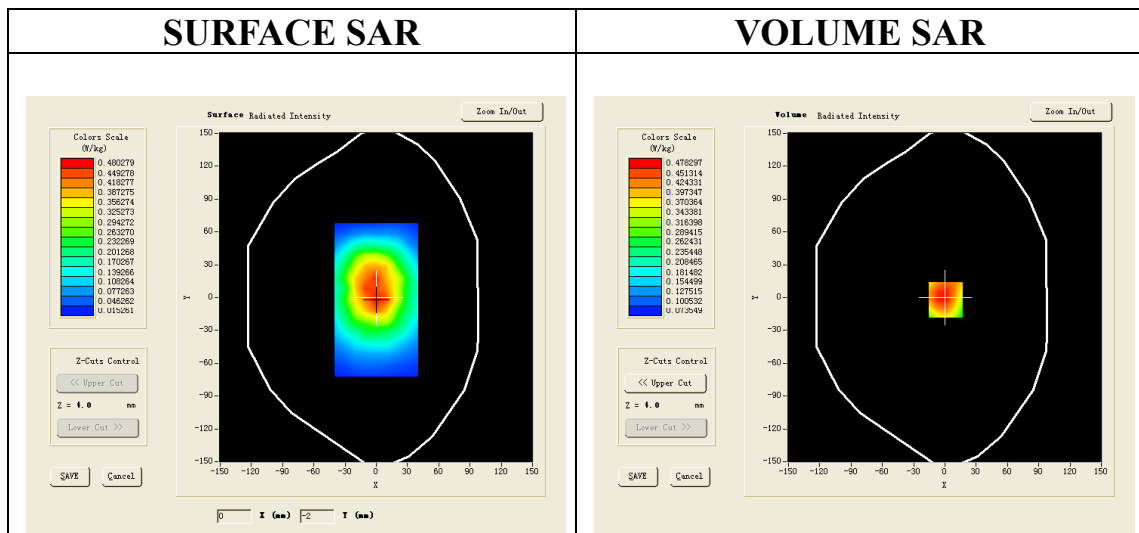 SURFACE SAR
VOLUME SAR
Surface Radiated Intensity
Zoom In/Out
Colors Scale
(W/kg)
0.480279
0.449278
0.418277
0.387275
0.356274
0.325273
0.294272
0.263270
0.232269
0.201268
0.170267
0.139266
0.108264
0.077263
0.046262
0.015261
150
120
90
60
30
0
-30
-60
-90
-120
-150
Y
-150 -120 -90 -60 -30 0 30 60 90 120 150
X
Z-Cuts Control
<< Upper Cut
Z = 4.0 mm
Lower Cut >>
SAVE
Cancel
0 X (mm) -2 Y (mm)
Volume Radiated Intensity
Zoom In/Out
Colors Scale
(W/kg)
0.478297
0.451314
0.424331
0.397347
0.370364
0.343381
0.316398
0.289415
0.262431
0.235448
0.208465
0.181482
0.154499
0.127515
0.100532
0.073549
150
120
90
60
30
0
-30
-60
-90
-120
-150
Y
-150 -120 -90 -60 -30 0 30 60 90 120 150
X
Z-Cuts Control
<< Upper Cut
Z = 4.0 mm
Lower Cut >>
SAVE
Cancel